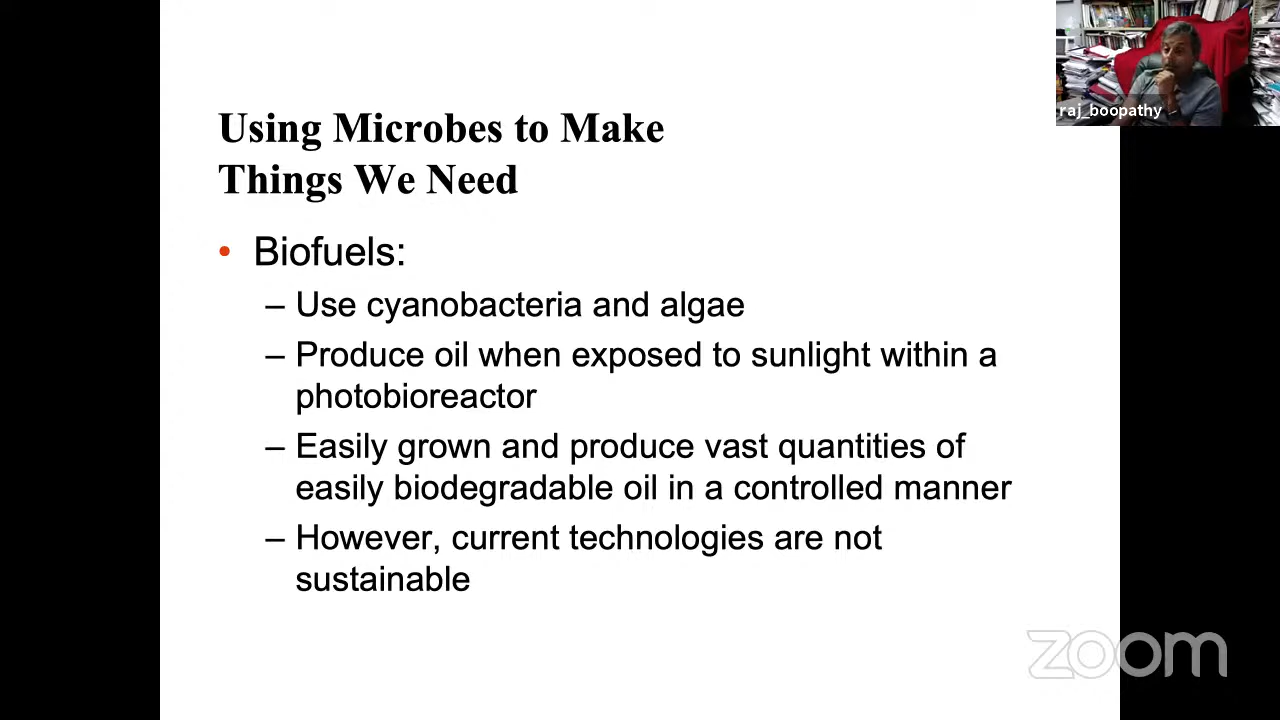 raj_boopathy
Using Microbes to Make
Things We Need
• Biofuels:
– Use cyanobacteria and algae
– Produce oil when exposed to sunlight within a
photobioreactor
– Easily grown and produce vast quantities of
easily biodegradable oil in a controlled manner
– However, current technologies are not
sustainable
zoom